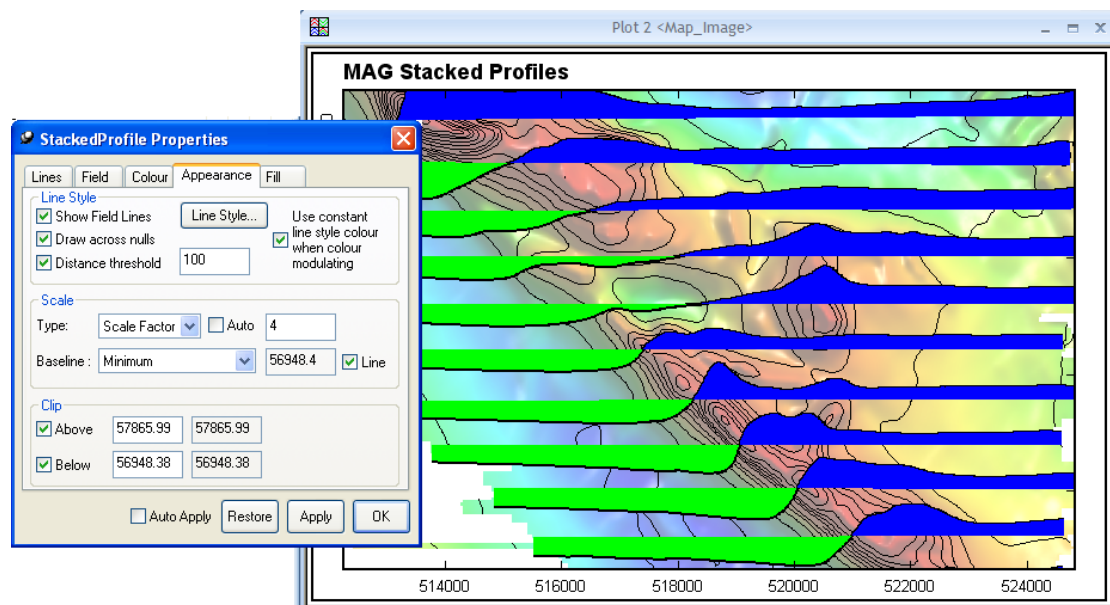 Plot 2 <Map_Image>
MAG Stacked Profiles
StackedProfile Properties
Lines Field Colour Appearance Fill
Line Style
Show Field Lines Line Style...
Draw across nulls
Distance threshold 100
Use constant
line style colour
when colour
modulating
Scale
Type: Scale Factor Auto 4
Baseline : Minimum 56948.4 Line
Clip
Above 57865.99 57865.99
Below 56948.38 56948.38
Auto Apply Restore Apply OK
514000 516000 518000 520000 522000 524000